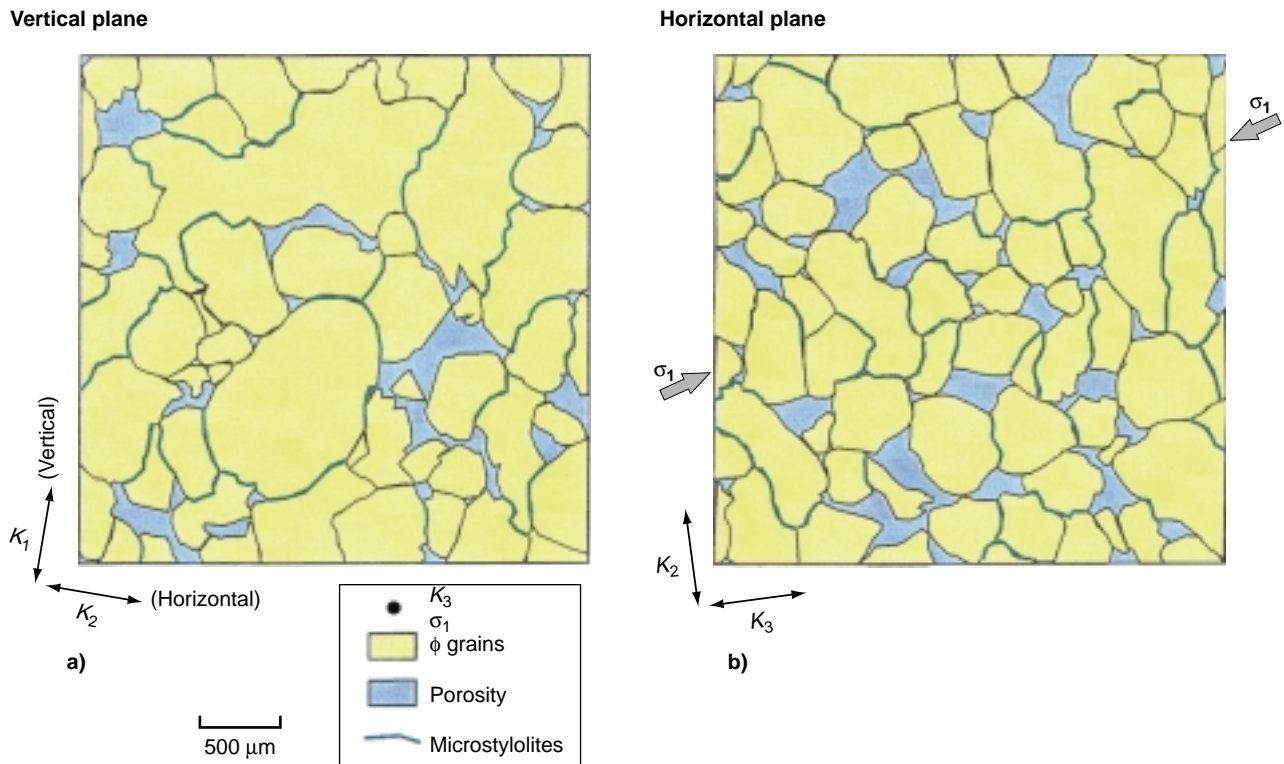 Vertical plane
Horizontal plane
σ1
σ1
(Vertical)
K1
K2
(Horizontal)
K2
K3
K3
σ1
φ grains
Porosity
Microstylolites
a)
b)
500 μm